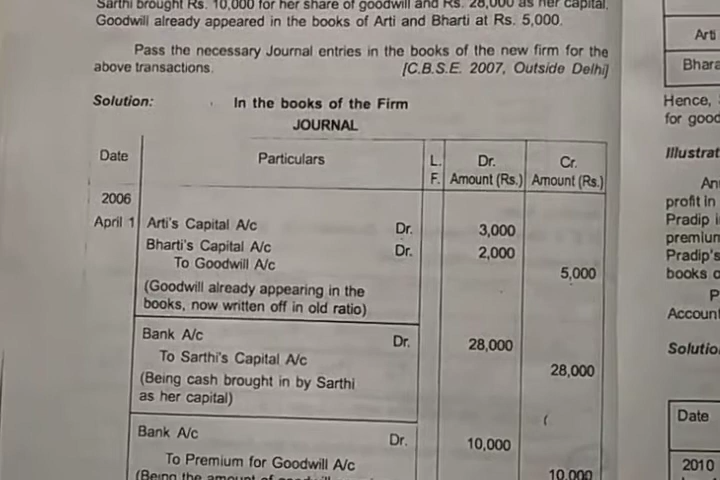 Sarthi brought Rs. 10,000 for her share of goodwill and Rs. 28,000 as her capital.
Goodwill already appeared in the books of Arti and Bharti at Rs. 5,000.
Pass the necessary Journal entries in the books of the new firm for the
above transactions. [C.B.S.E. 2007, Outside Delhi]
Solution: In the books of the Firm
JOURNAL
Date Particulars L. F. Dr. Amount (Rs.) Cr. Amount (Rs.)
2006
April 1 Arti's Capital A/c Dr. 3,000
Bharti's Capital A/c Dr. 2,000
To Goodwill A/c 5,000
(Goodwill already appearing in the
books, now written off in old ratio)
Bank A/c Dr. 28,000
To Sarthi's Capital A/c 28,000
(Being cash brought in by Sarthi
as her capital)
Bank A/c Dr. 10,000
To Premium for Goodwill A/c 10,000
(Being the amount of
Arti
Bhara
Hence,
for good
Illustrat
An
profit in
Pradip i
premium
Pradip's
books o
P
Account
Solutio
Date
2010